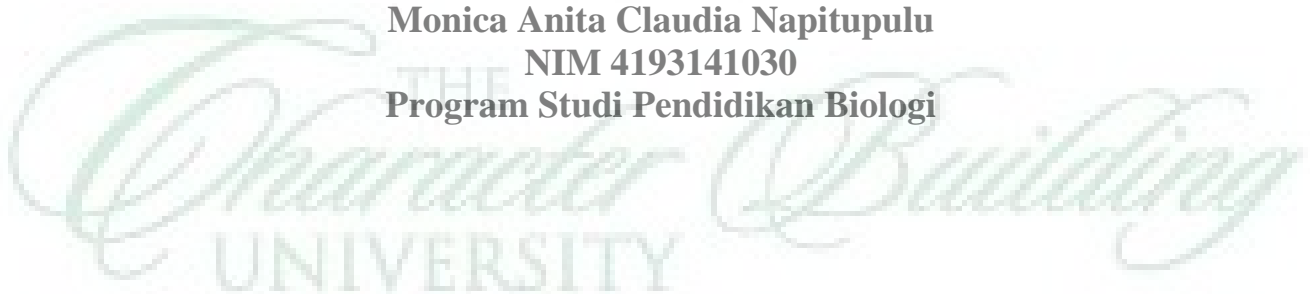 Monica Anita Claudia Napitupulu
NIM 4193141030
THE
Program Studi Pendidikan Biologi
Character Building
UNIVERSITY